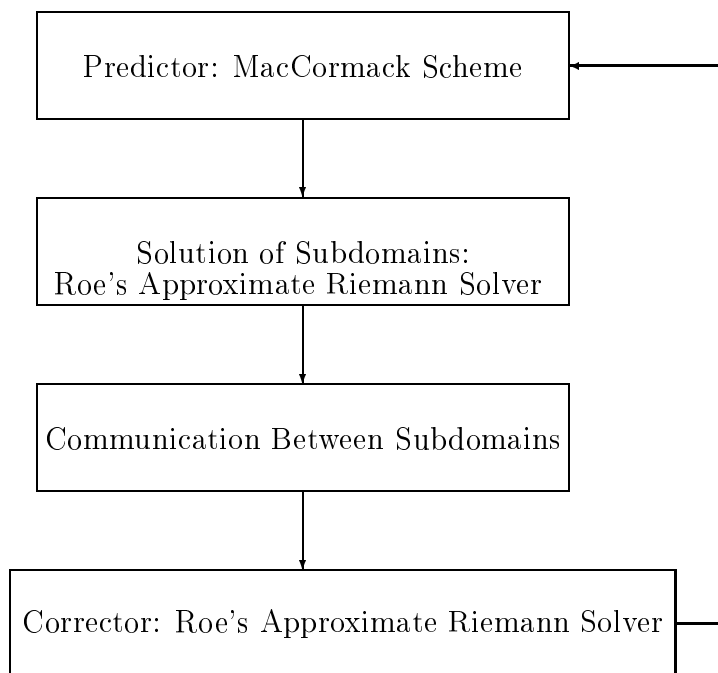 Predictor: MacCormack Scheme
Solution of Subdomains:
Roe's Approximate Riemann Solver
Communication Between Subdomains
Corrector: Roe's Approximate Riemann Solver